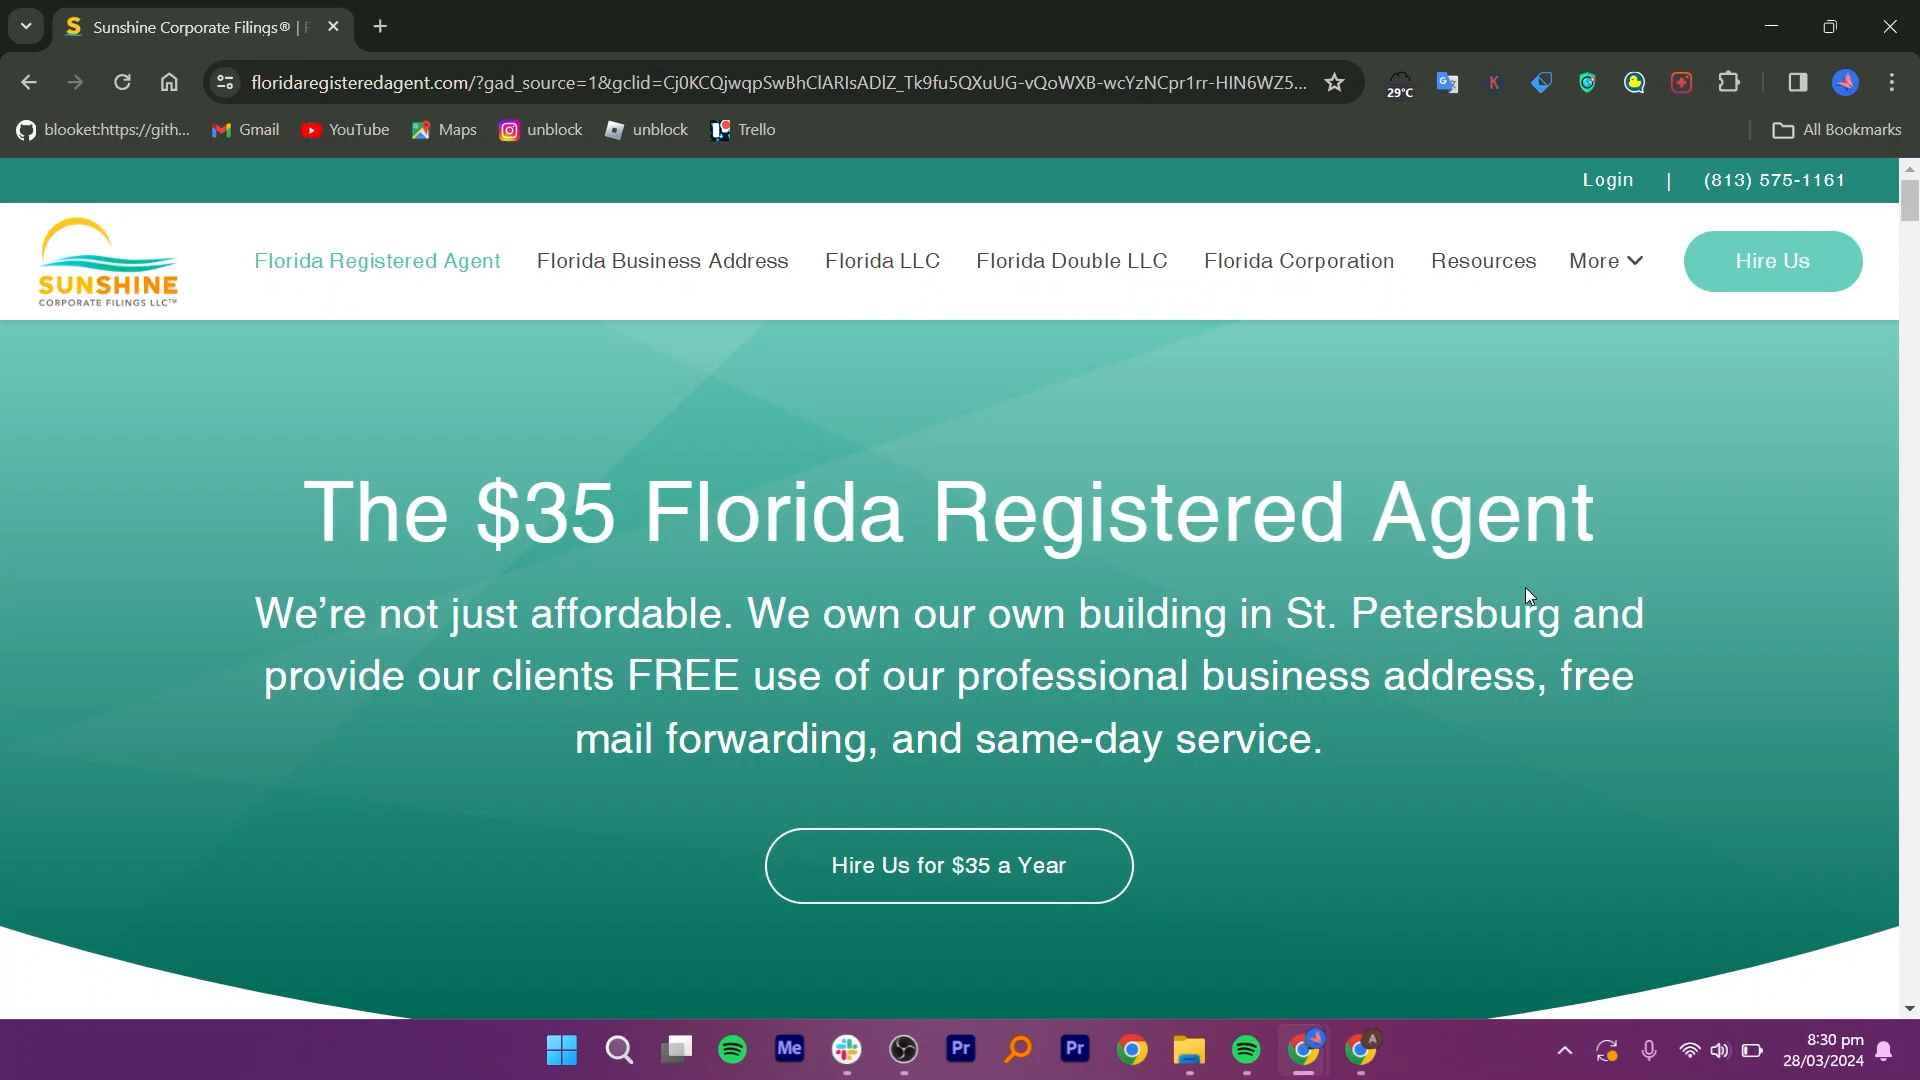 Sunshine Corporate Filings® |
floridaregisteredagent.com/?gad_source=1&gclid=Cj0KCQjwqpSwBhClARIsADlZ_Tk9fu5QXuUG-vQoWXB-wcYzNCpr1rr-HlN6WZ5...
29°C
K
blooket:https://gith...
Gmail
YouTube
Maps
unblock
unblock
Trello
All Bookmarks
Login | (813) 575-1161
SUNSHINE
CORPORATE FILINGS LLC™
Florida Registered Agent
Florida Business Address
Florida LLC
Florida Double LLC
Florida Corporation
Resources
More
Hire Us
The $35 Florida Registered Agent
We're not just affordable. We own our own building in St. Petersburg and
provide our clients FREE use of our professional business address, free
mail forwarding, and same-day service.
Hire Us for $35 a Year
Me
Pr
Pr
A
8:30 pm
28/03/2024